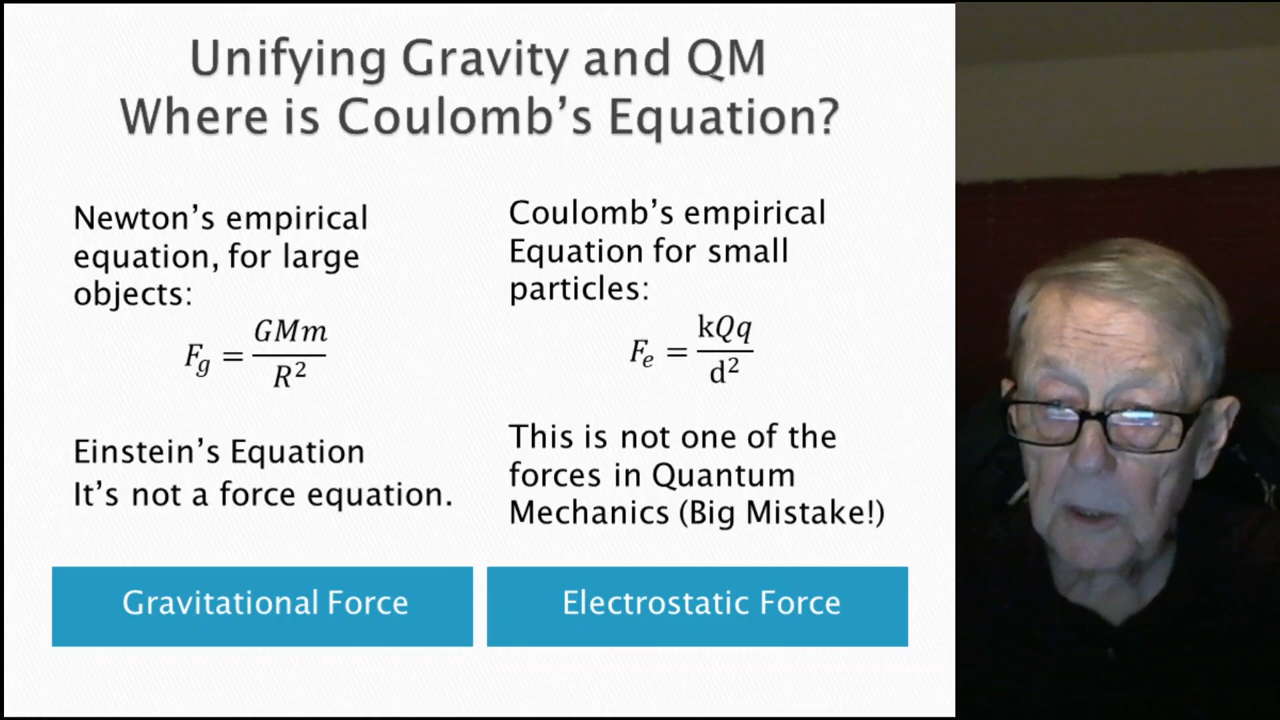 Unifying Gravity and QM
Where is Coulomb’s Equation?
Newton’s empirical
equation, for large
objects:
F_g = GMm / R²
Einstein’s Equation
It’s not a force equation.
Coulomb’s empirical
Equation for small
particles:
F_e = kQq / d²
This is not one of the
forces in Quantum
Mechanics (Big Mistake!)
Gravitational Force
Electrostatic Force